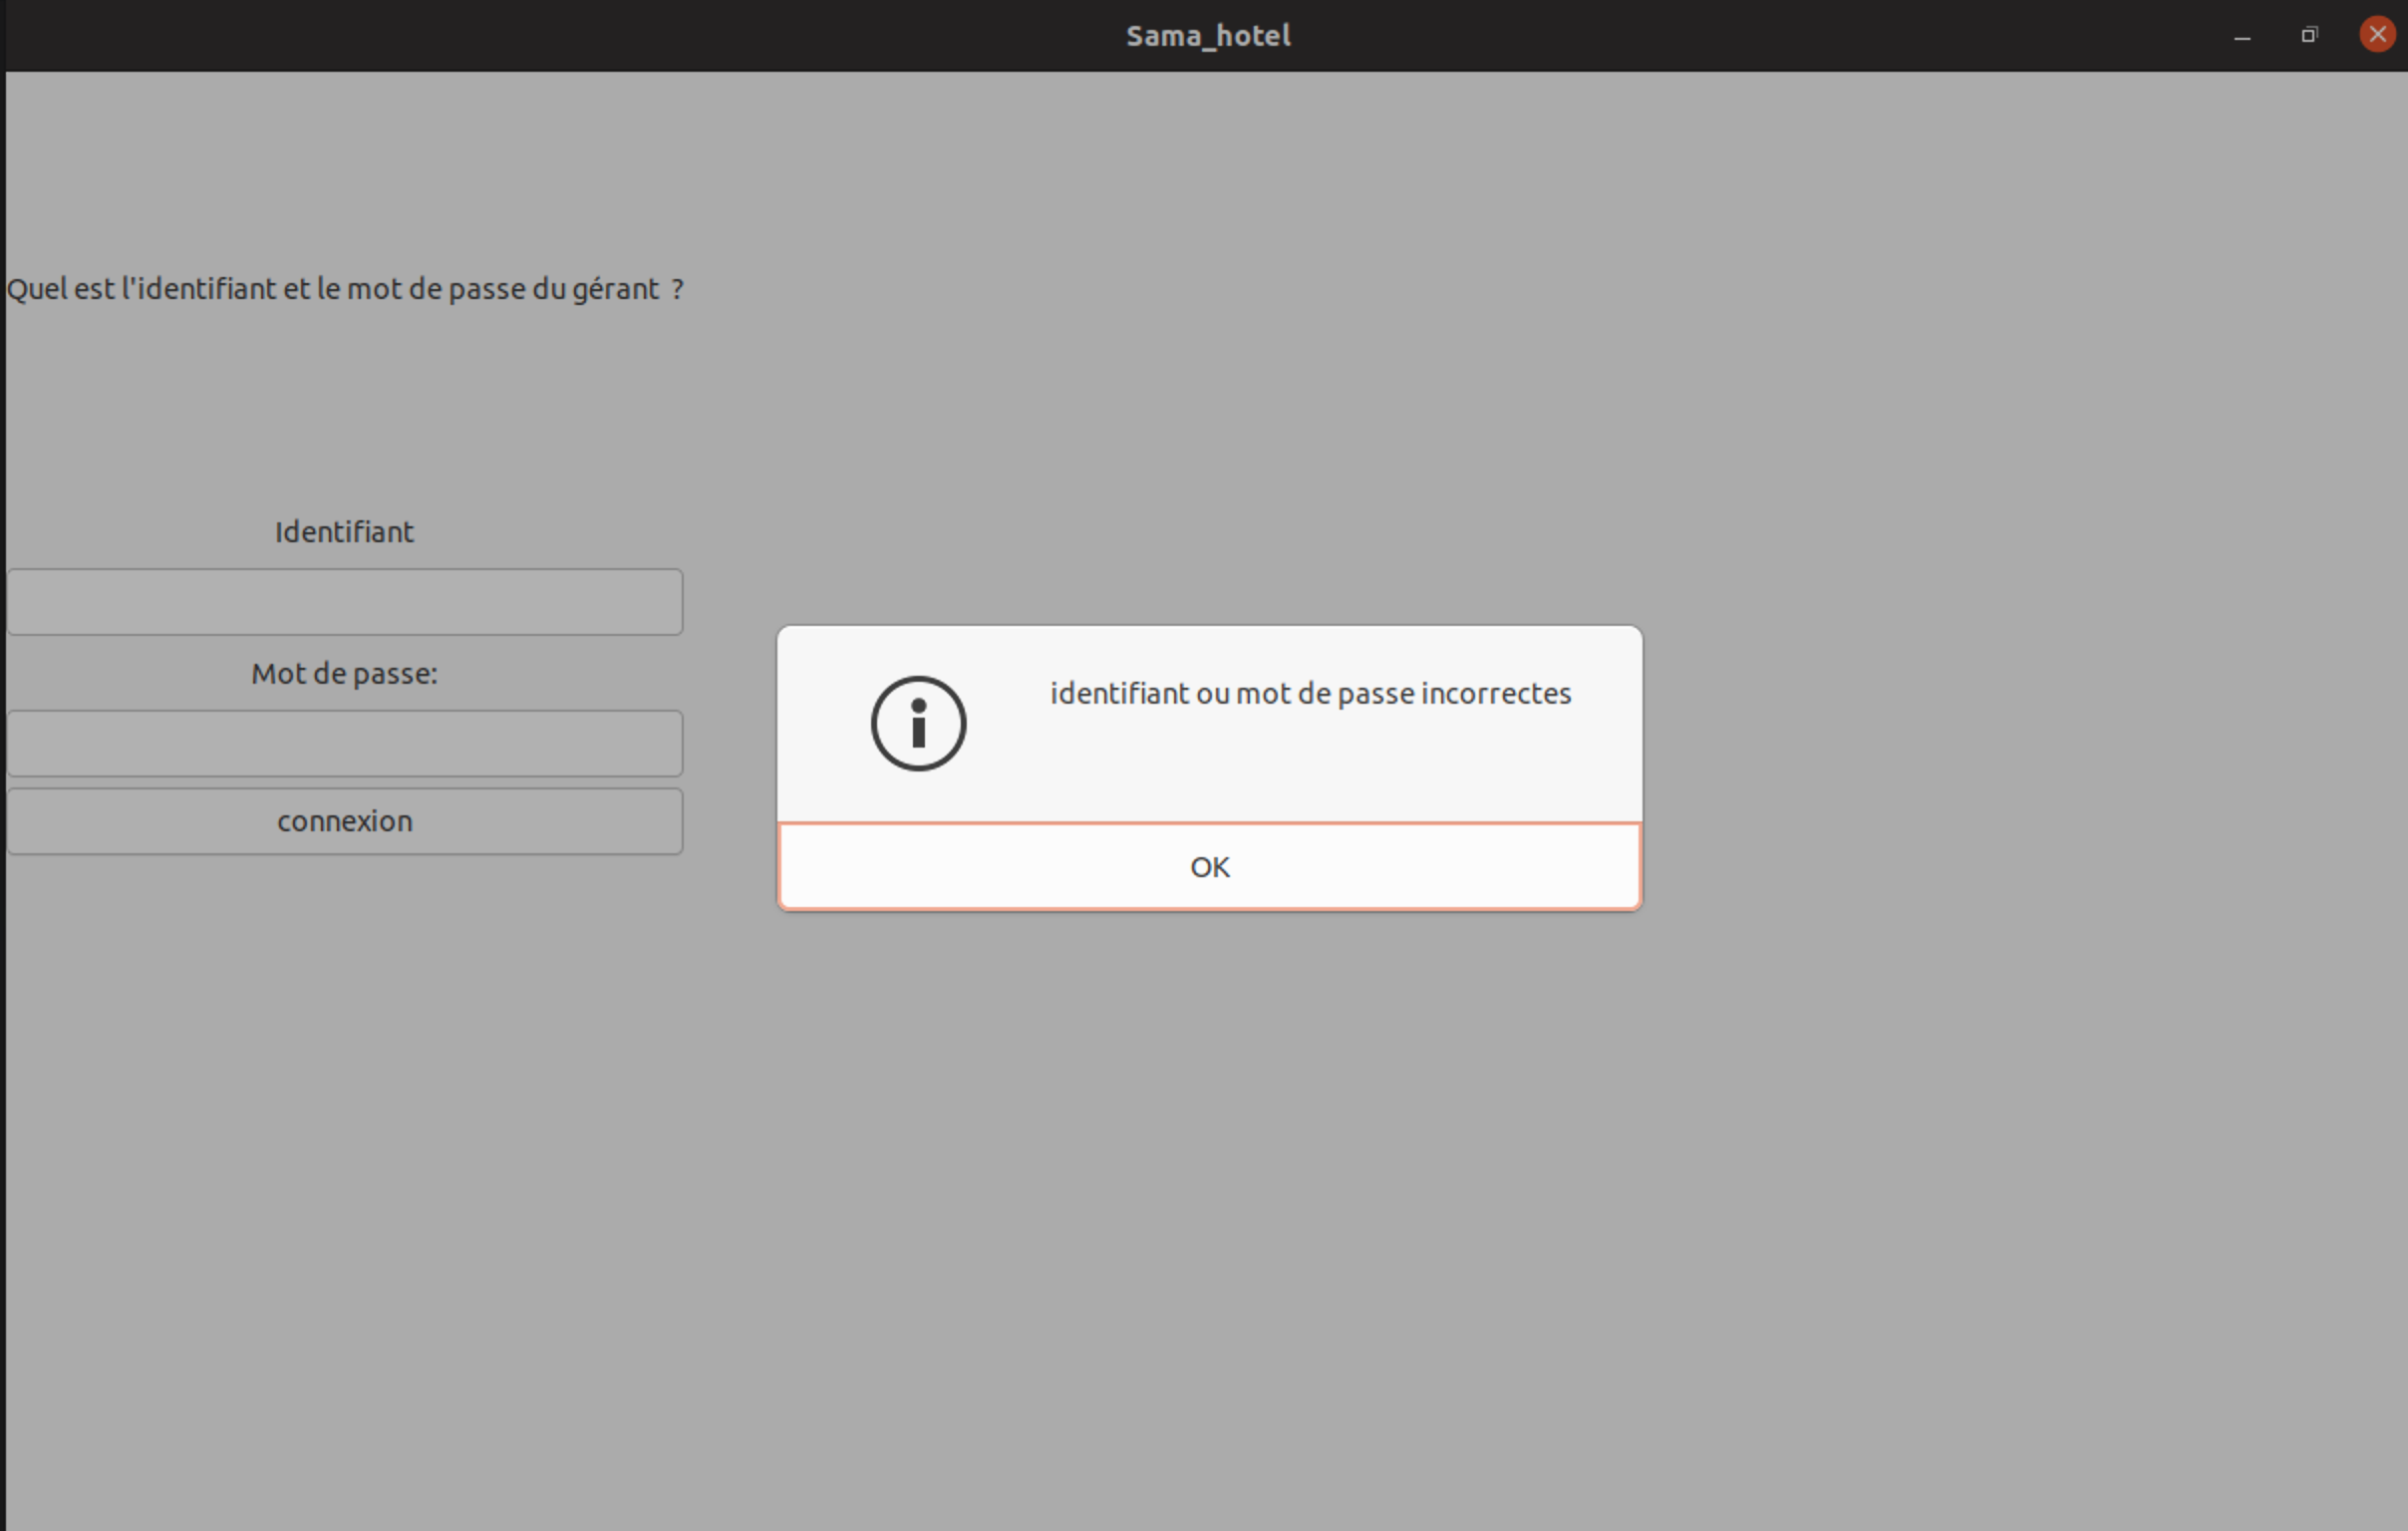 Sama_hotel
Quel est l'identifiant et le mot de passe du gérant  ?
Identifiant
Mot de passe:
connexion
identifiant ou mot de passe incorrectes
OK